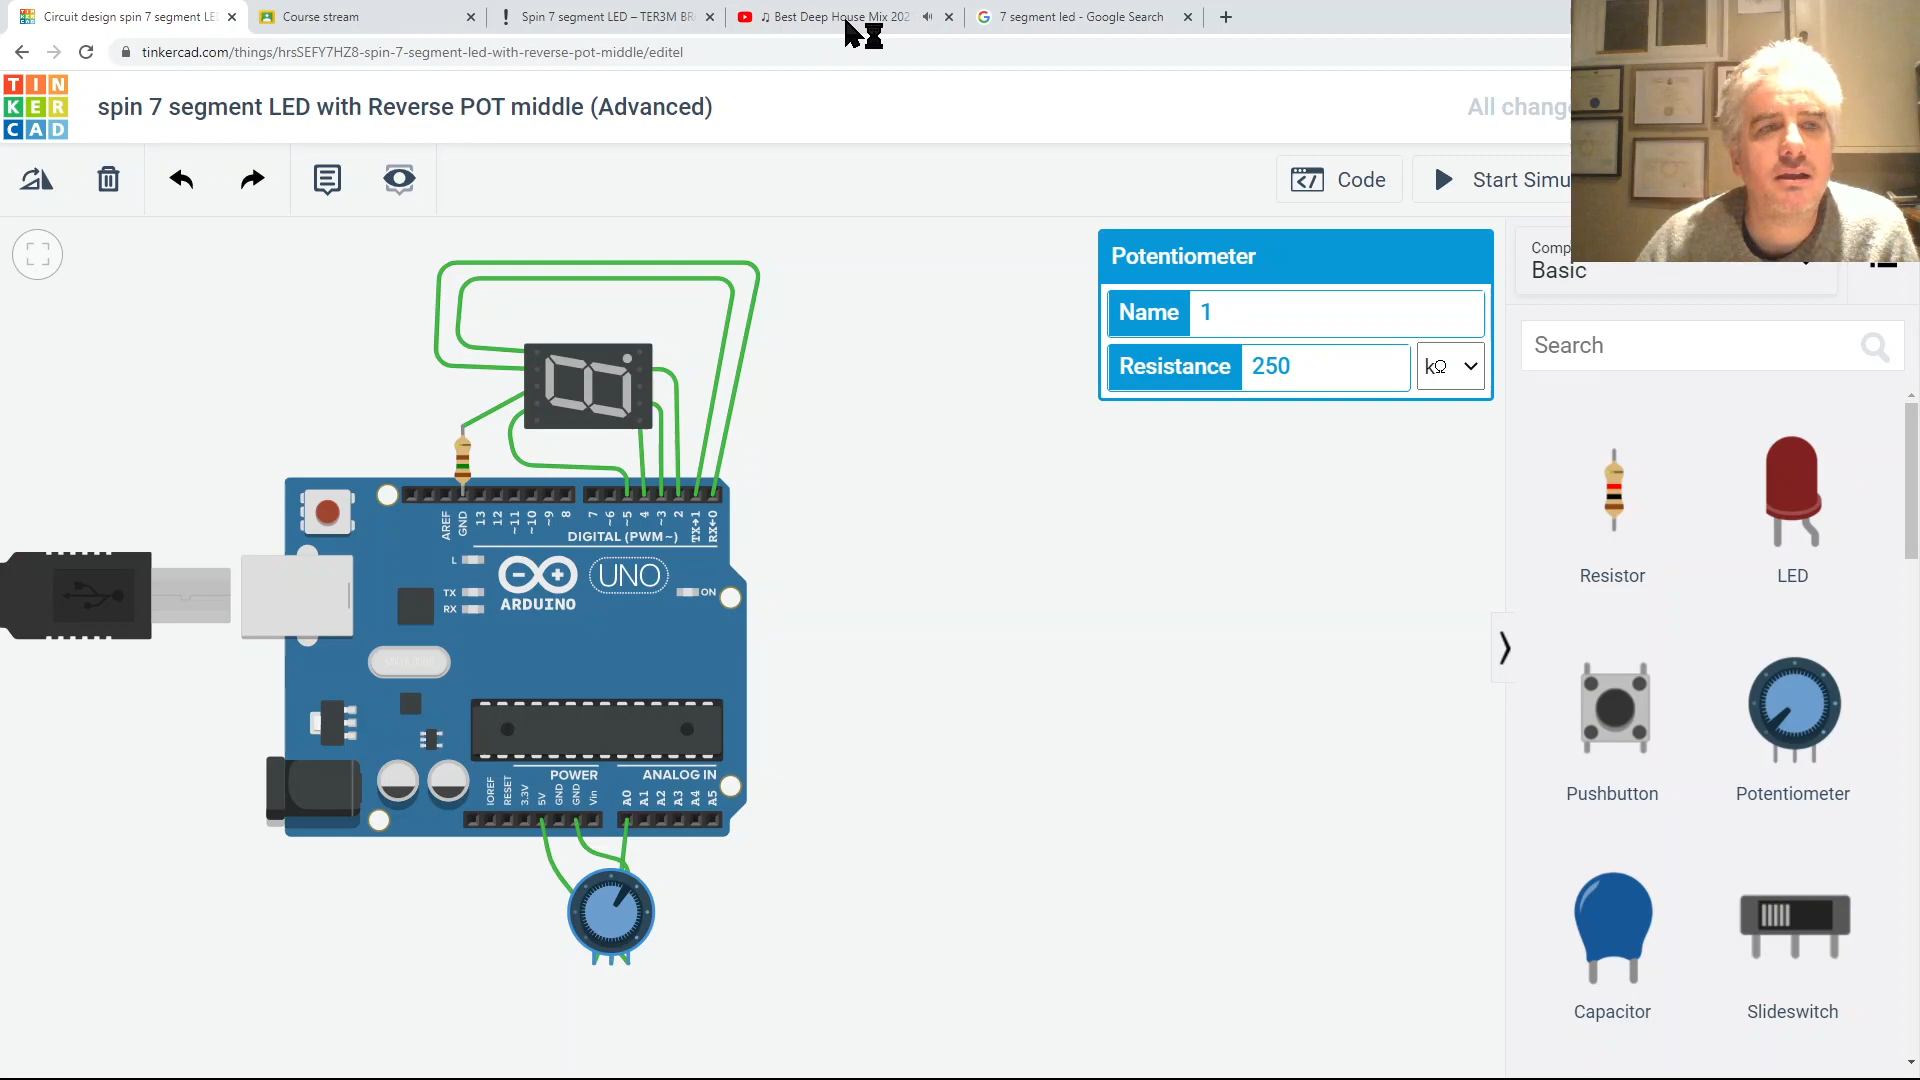 Circuit design spin 7 segment LE
Course stream
Spin 7 segment LED – TER3M BR
♫ Best Deep House Mix 202
7 segment led - Google Search
tinkercad.com/things/hrsSEFY7HZ8-spin-7-segment-led-with-reverse-pot-middle/editel
TIN
KER
CAD
spin 7 segment LED with Reverse POT middle (Advanced)
All chang
Code
Start Simu
Potentiometer
Name 1
Resistance 250 kΩ
Comp
Basic
Search
Resistor
LED
Pushbutton
Potentiometer
Capacitor
Slideswitch
AREF
GND
13
12
~11
~10
~9
8
7
~6
~5
4
~3
2
TX→1
RX←0
DIGITAL (PWM~)
L
TX
RX
UNO
ARDUINO
ON
POWER
ANALOG IN
IOREF
RESET
3.3V
5V
GND
GND
Vin
A0
A1
A2
A3
A4
A5